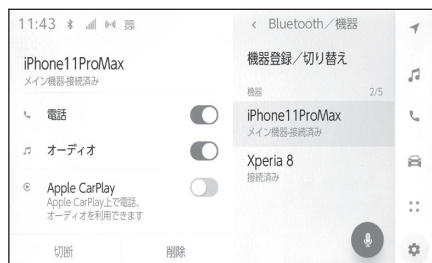 11:43
iPhone11ProMax
メイン機器-接続済み
電話
オーディオ
Apple CarPlay
Apple CarPlay上で電話、
オーディオを利用できます
切断
削除
< Bluetooth／機器
機器登録／切り替え
機器 2/5
iPhone11ProMax
メイン機器-接続済み
Xperia 8
接続済み